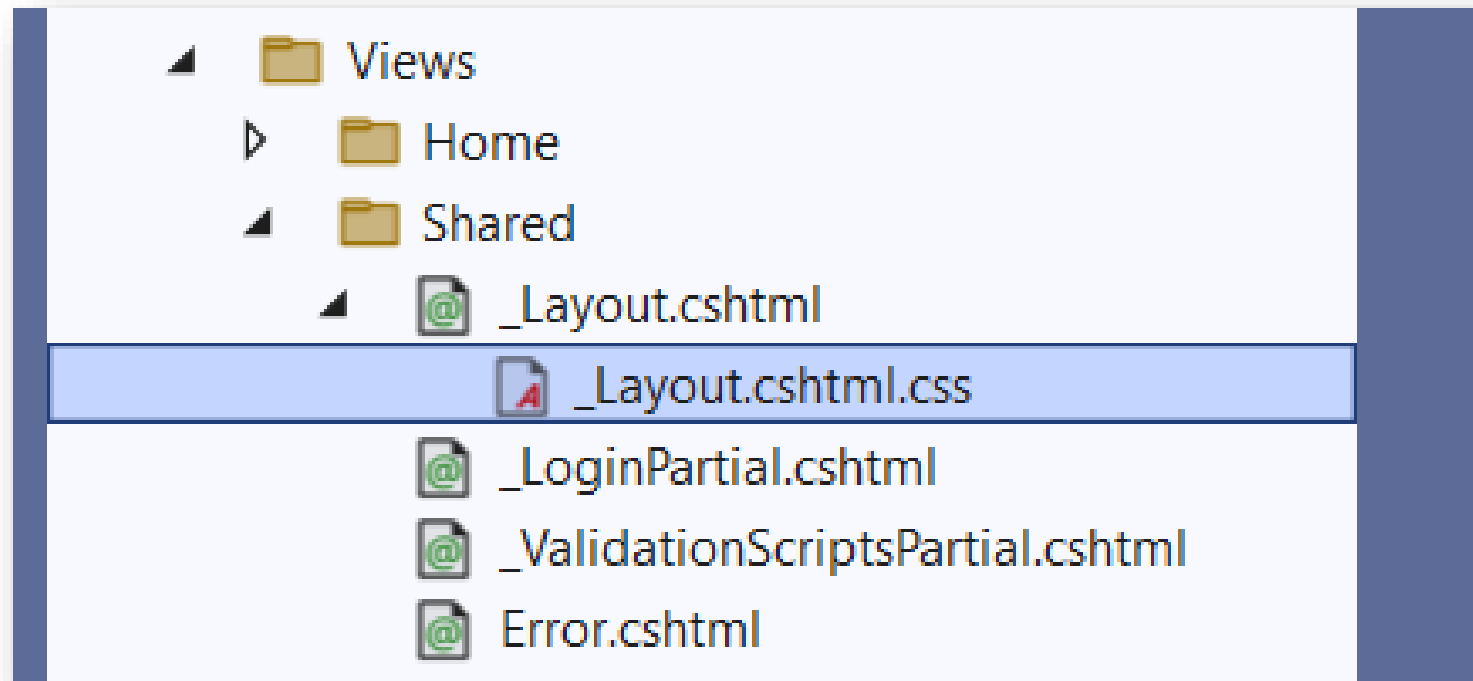 Views
Home
Shared
_Layout.cshtml
_Layout.cshtml.css
_LoginPartial.cshtml
_ValidationScriptsPartial.cshtml
Error.cshtml